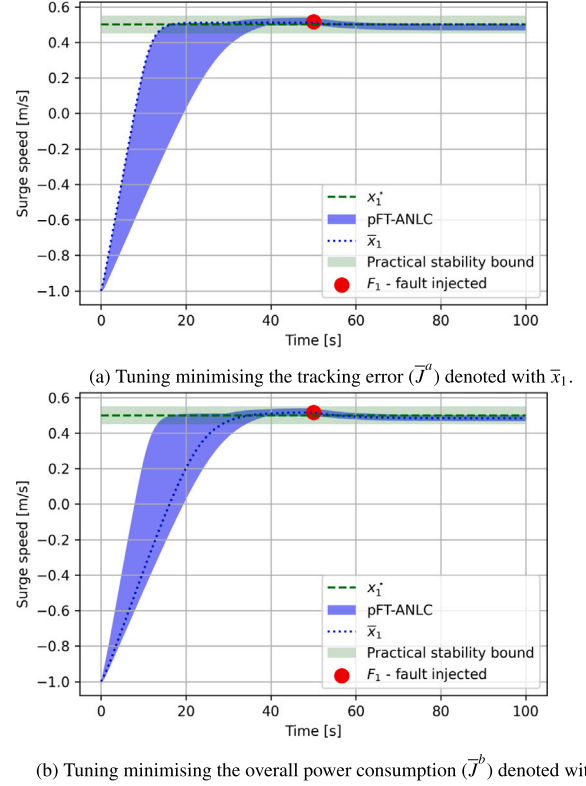 0.6
0.4
0.2
0.0
−0.2
−0.4
−0.6
−0.8
−1.0
Surge speed [m/s]
x₁*
pFT-ANLC
x̅₁
Practical stability bound
F₁ - fault injected
0 20 40 60 80 100
Time [s]
(a) Tuning minimising the tracking error (J̅ᵃ) denoted with x̅₁.
0.6
0.4
0.2
0.0
−0.2
−0.4
−0.6
−0.8
−1.0
Surge speed [m/s]
x₁*
pFT-ANLC
x̅₁
Practical stability bound
F₁ - fault injected
0 20 40 60 80 100
Time [s]
(b) Tuning minimising the overall power consumption (J̅ᵇ) denoted wit